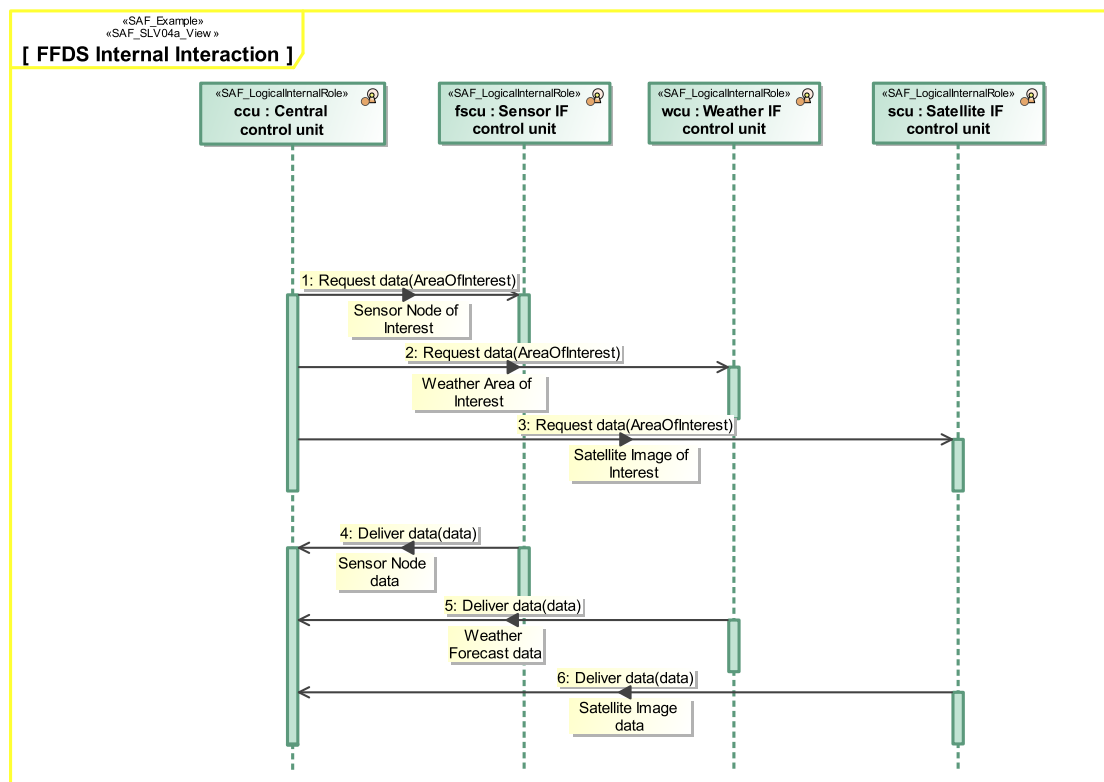 «SAF_Example»
«SAF_SLV04a_View »
[ FFDS Internal Interaction ]
«SAF_LogicalInternalRole»
ccu : Central
control unit
«SAF_LogicalInternalRole»
fscu : Sensor IF
control unit
«SAF_LogicalInternalRole»
wcu : Weather IF
control unit
«SAF_LogicalInternalRole»
scu : Satellite IF
control unit
1: Request data(AreaOfInterest)
Sensor Node of
Interest
2: Request data(AreaOfInterest)
Weather Area of
Interest
3: Request data(AreaOfInterest)
Satellite Image of
Interest
4: Deliver data(data)
Sensor Node
data
5: Deliver data(data)
Weather
Forecast data
6: Deliver data(data)
Satellite Image
data